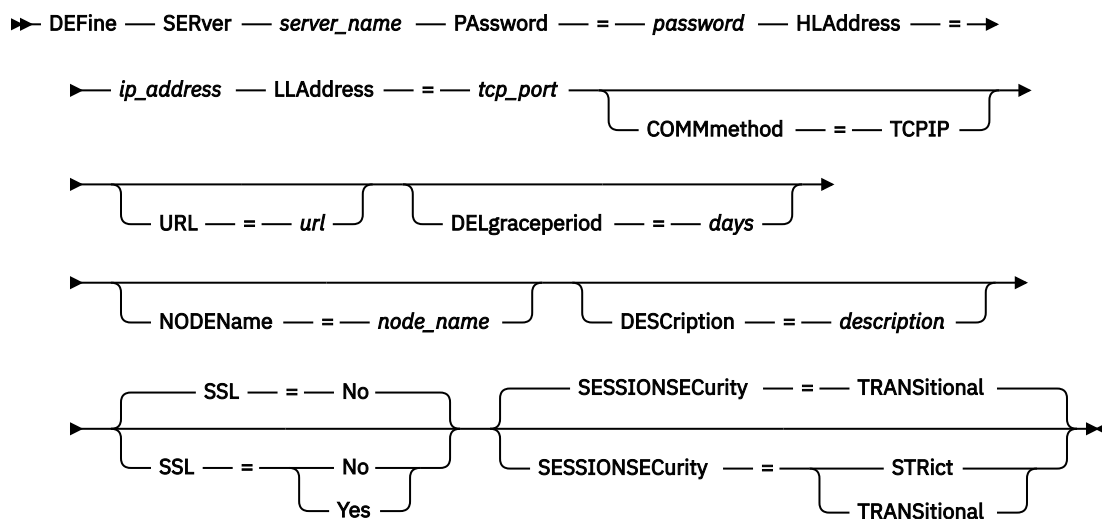 DEFine SERver server_name PAssword = password HLAddress =
ip_address LLAddress = tcp_port
COMMmethod = TCPIP
URL = url DELgraceperiod = days
NODEName = node_name DESCription = description
SSL = No SESSIONSECurity = TRANSitional
SSL = No SESSIONSECurity = STRict
Yes TRANSitional